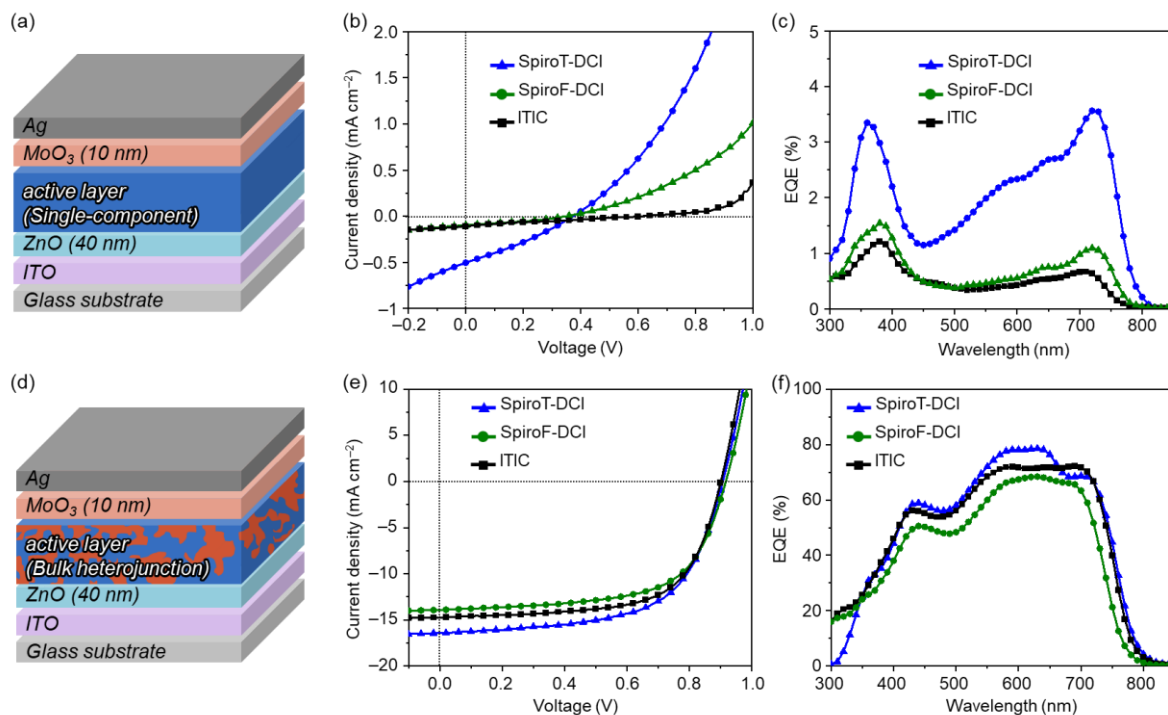 (a)
Ag
MoO₃ (10 nm)
active layer
(Single-component)
ZnO (40 nm)
ITO
Glass substrate
(b)
2.0
1.5
1.0
0.5
0.0
−0.5
−1
−0.2
0.0
0.2
0.4
0.6
0.8
1.0
Current density (mA cm⁻²)
Voltage (V)
SpiroT-DCI
SpiroF-DCI
ITIC
(c)
5
4
3
2
1
0
300
400
500
600
700
800
EQE (%)
Wavelength (nm)
SpiroT-DCI
SpiroF-DCI
ITIC
(d)
Ag
MoO₃ (10 nm)
active layer
(Bulk heterojunction)
ZnO (40 nm)
ITO
Glass substrate
(e)
10
5
0
−5
−10
−15
−20
0.0
0.2
0.4
0.6
0.8
1.0
Current density (mA cm⁻²)
Voltage (V)
SpiroT-DCI
SpiroF-DCI
ITIC
(f)
100
80
60
40
20
0
300
400
500
600
700
800
EQE (%)
Wavelength (nm)
SpiroT-DCI
SpiroF-DCI
ITIC